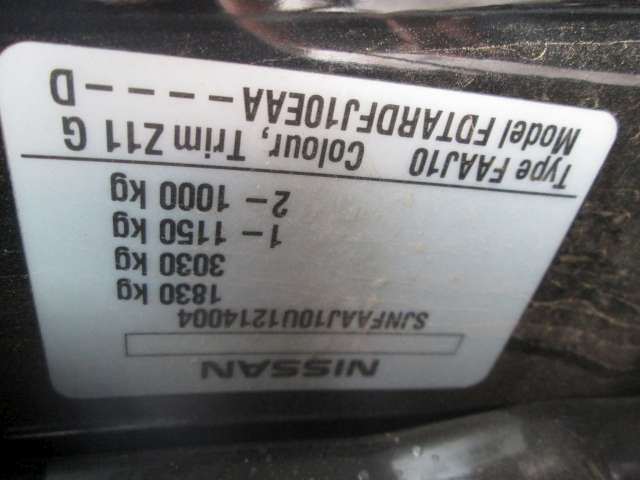 NISSAN
SJNFAAJ10U1214004
1830 kg
3030 kg
1– 1150 kg
2– 1000 kg
Type FAAJ10 Colour, Trim Z11 G
Model FDTARDFJ10EAA – – – – D